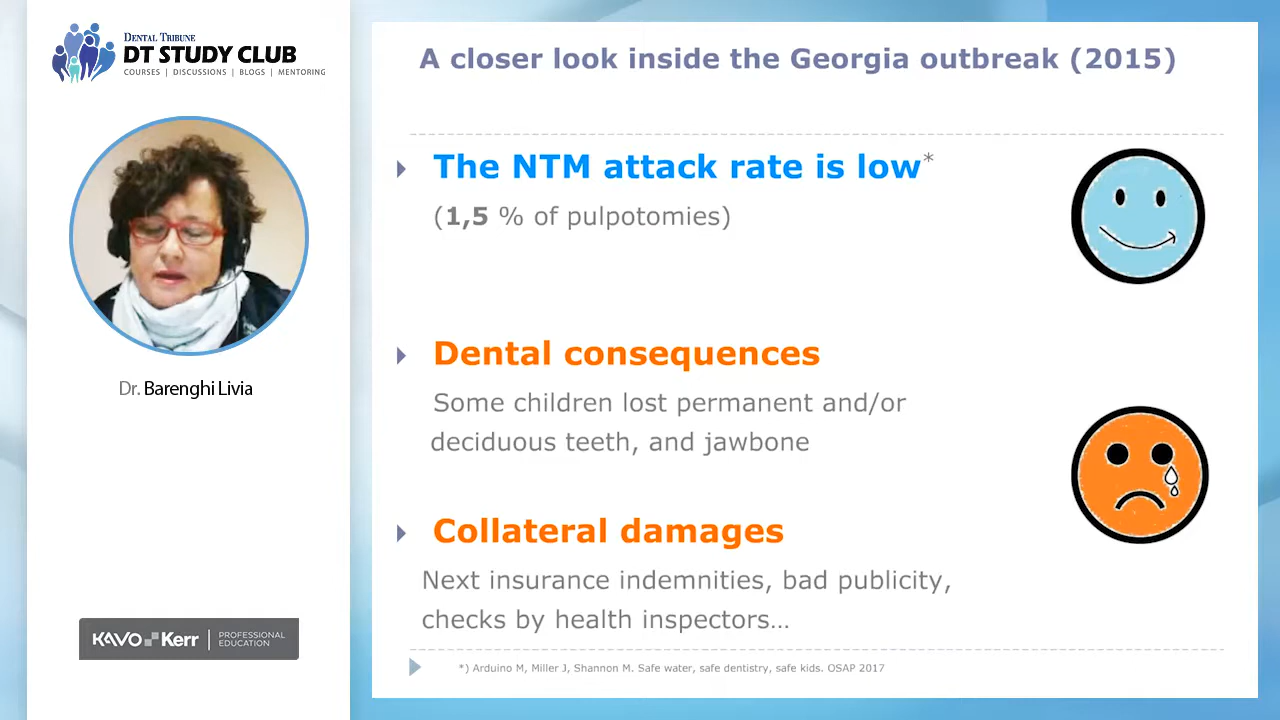 DENTAL TRIBUNE
DT STUDY CLUB
COURSES | DISCUSSIONS | BLOGS | MENTORING
Dr. Barenghi Livia
KAVO Kerr | PROFESSIONAL EDUCATION
A closer look inside the Georgia outbreak (2015)
The NTM attack rate is low*
(1,5 % of pulpotomies)
Dental consequences
Some children lost permanent and/or
deciduous teeth, and jawbone
Collateral damages
Next insurance indemnities, bad publicity,
checks by health inspectors…
*) Arduino M, Miller J, Shannon M. Safe water, safe dentistry, safe kids. OSAP 2017